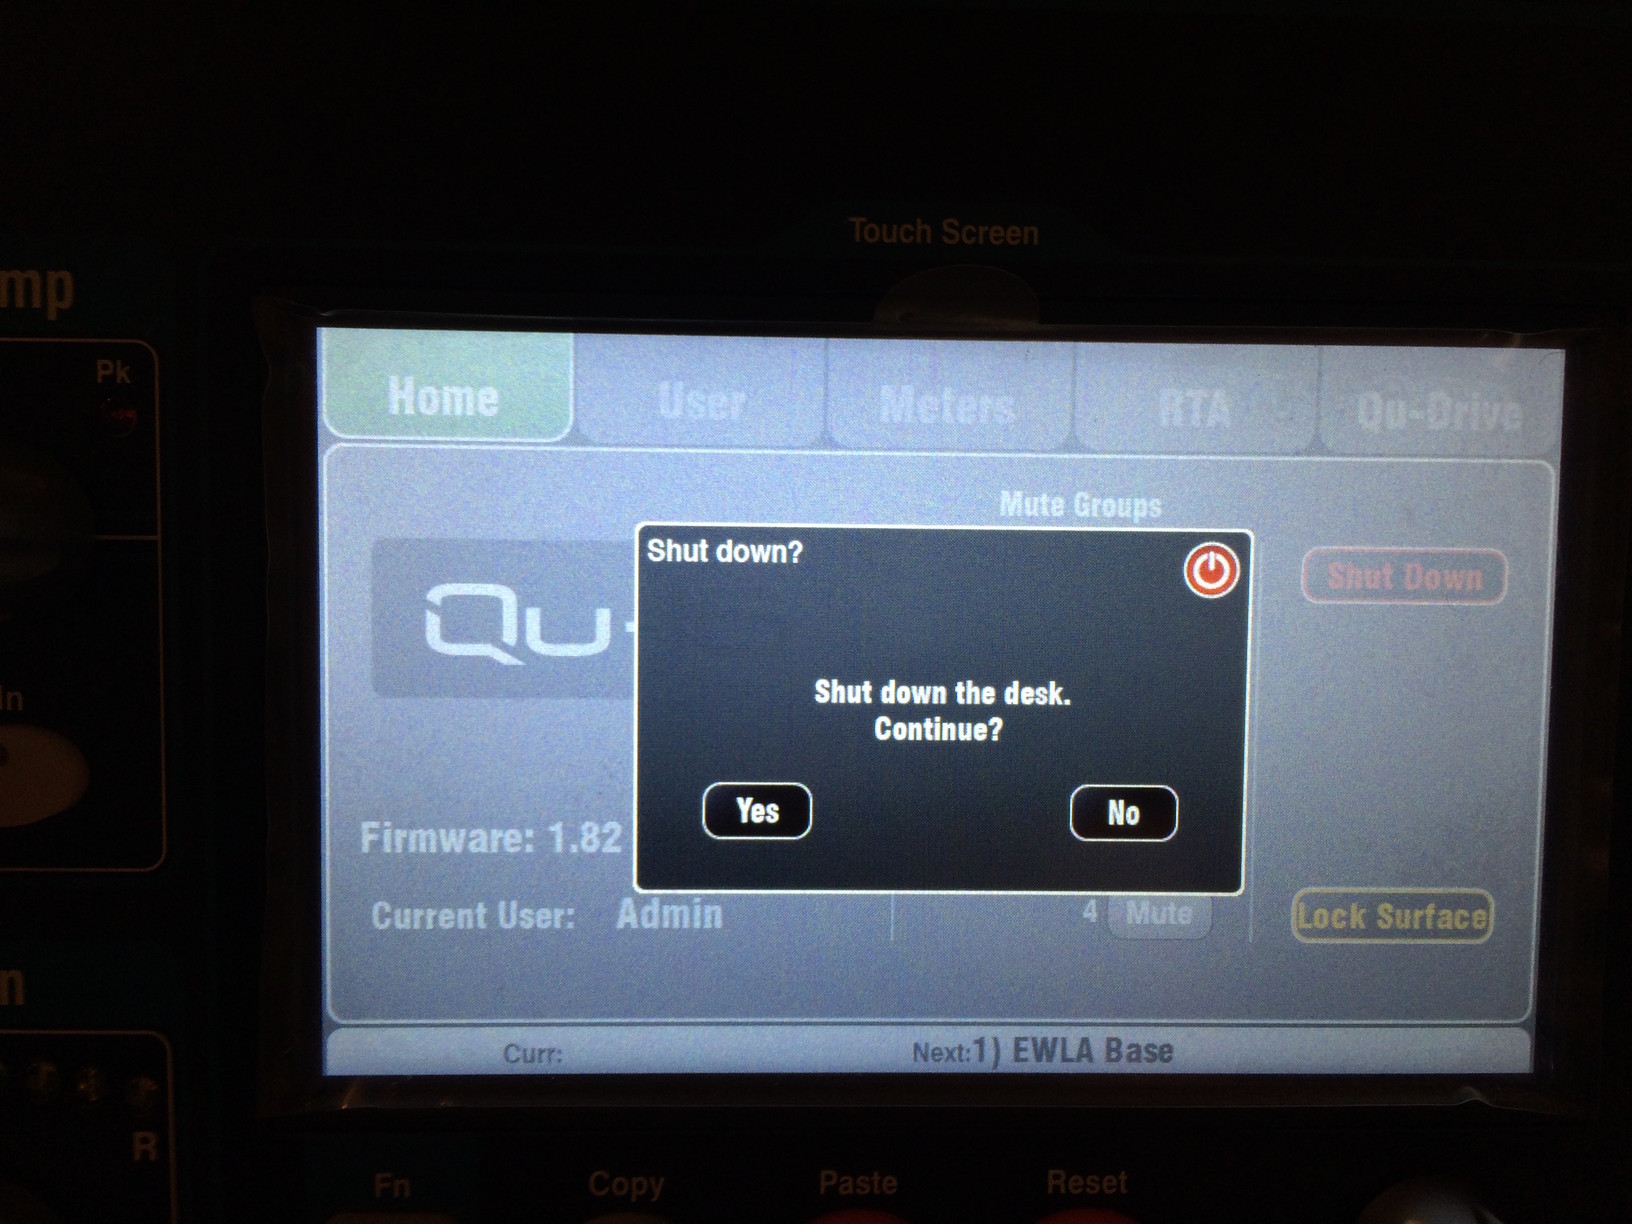 Touch Screen
mp
Pk
Home
User
Meters
RTA
Qu-Drive
Mute Groups
Shut down?
Shut Down
Qu-
Shut down the desk.
Continue?
Yes
No
In
Firmware: 1.82
Current User: Admin
4 Mute
Lock Surface
n
Curr:
Next:1) EWLA Base
R
Fn
Copy
Paste
Reset